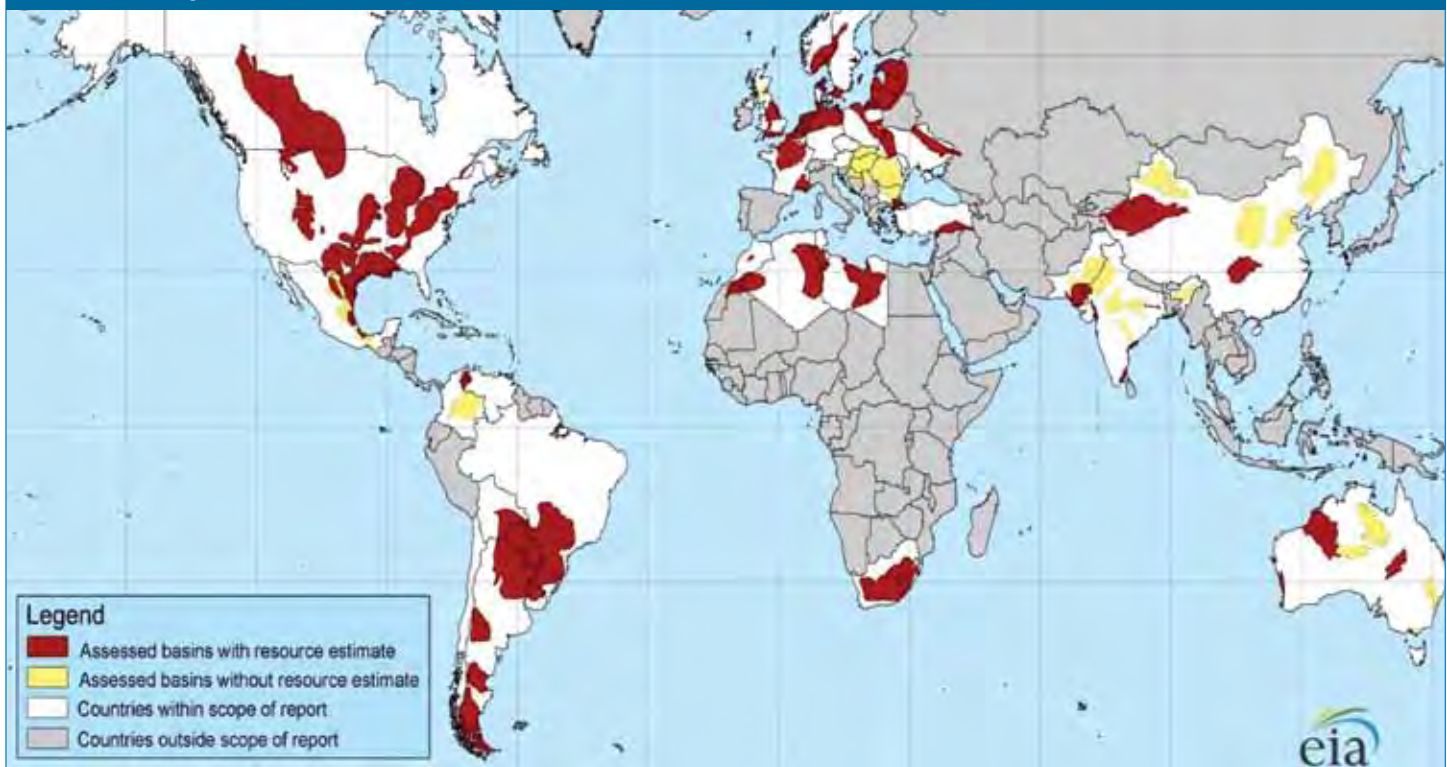 Legend
Assessed basins with resource estimate
Assessed basins without resource estimate
Countries within scope of report
Countries outside scope of report
eia